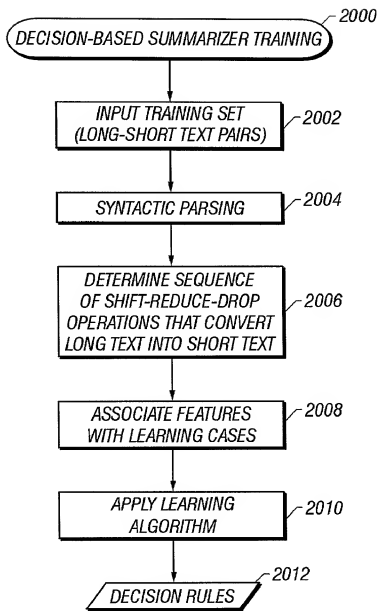 2000
DECISION-BASED SUMMARIZER TRAINING
INPUT TRAINING SET
(LONG-SHORT TEXT PAIRS)
2002
SYNTACTIC PARSING
2004
DETERMINE SEQUENCE
OF SHIFT-REDUCE-DROP
OPERATIONS THAT CONVERT
LONG TEXT INTO SHORT TEXT
2006
ASSOCIATE FEATURES
WITH LEARNING CASES
2008
APPLY LEARNING
ALGORITHM
2010
DECISION RULES
2012